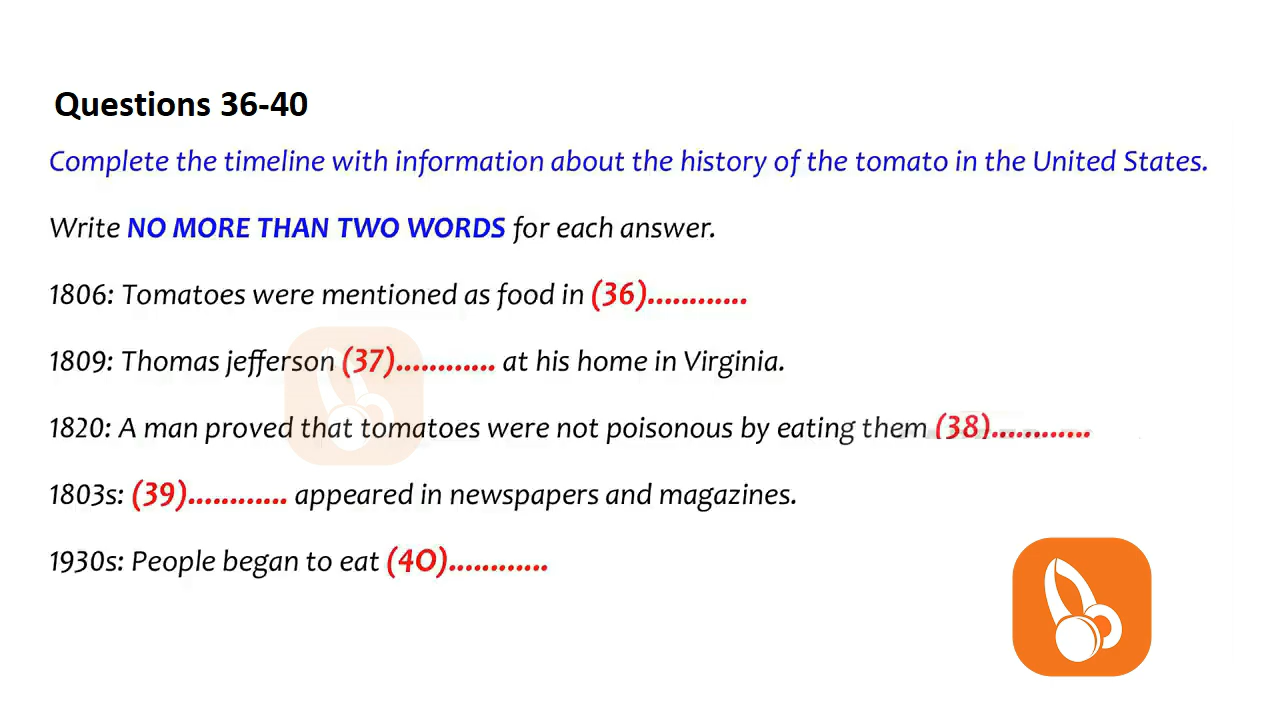 Questions 36-40
Complete the timeline with information about the history of the tomato in the United States.
Write NO MORE THAN TWO WORDS for each answer.
1806: Tomatoes were mentioned as food in (36)............
1809: Thomas jefferson (37)............ at his home in Virginia.
1820: A man proved that tomatoes were not poisonous by eating them (38)............
1803s: (39)............ appeared in newspapers and magazines.
1930s: People began to eat (40)............